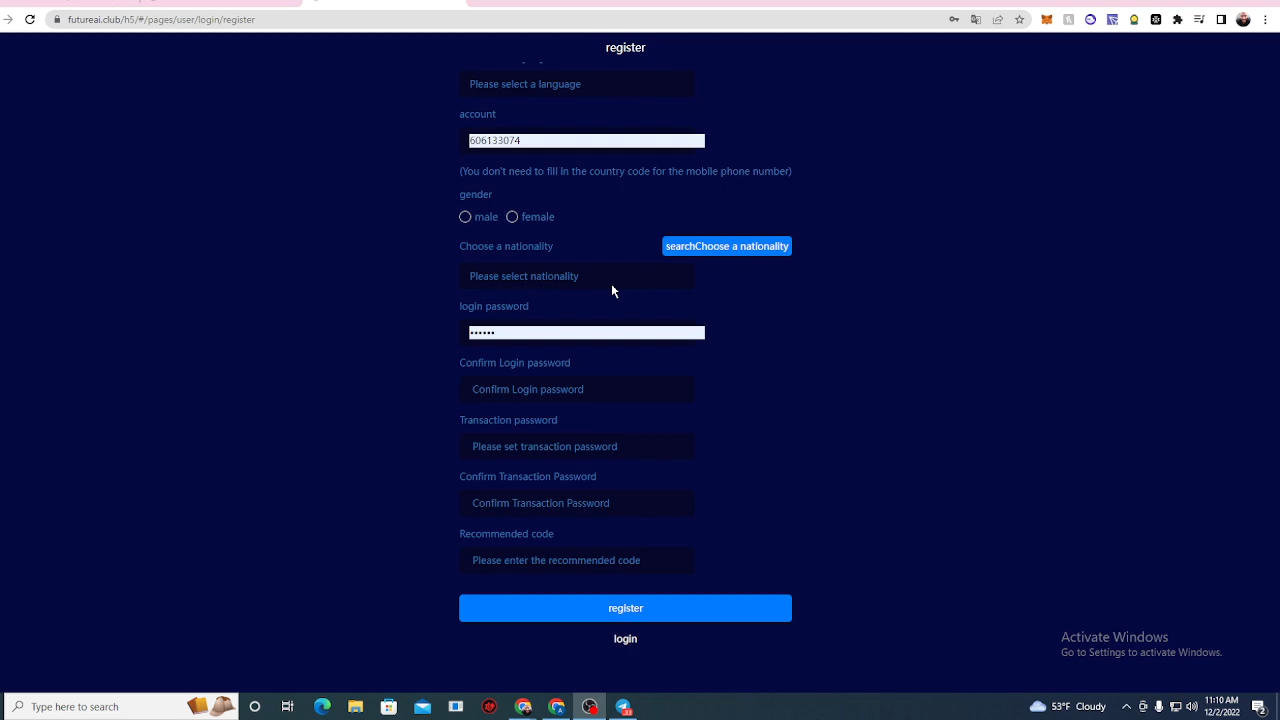 futureai.club/h5/#/pages/user/login/register
register
Please select a language
account
606133074
(You don't need to fill in the country code for the mobile phone number)
gender
male female
Choose a nationality
searchChoose a nationality
Please select nationality
login password
••••••
Confirm Login password
Confirm Login password
Transaction password
Please set transaction password
Confirm Transaction Password
Confirm Transaction Password
Recommended code
Please enter the recommended code
register
login
Activate Windows
Go to Settings to activate Windows.
Type here to search
53°F Cloudy
11:10 AM
12/2/2022